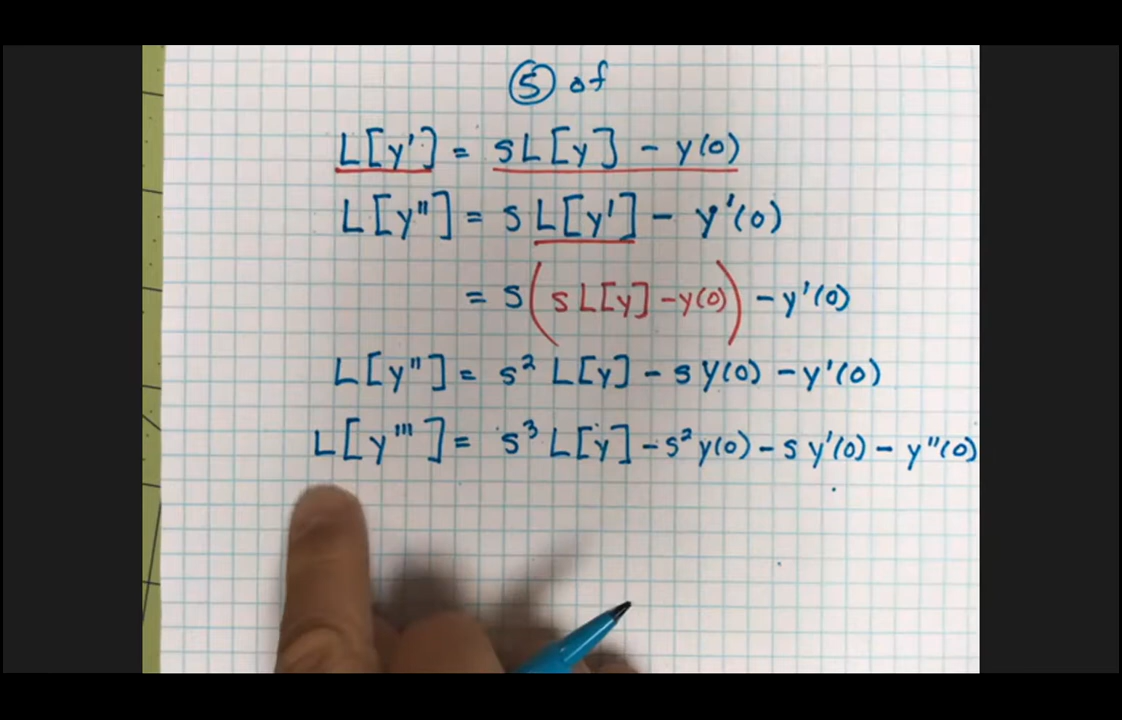 ⑤ of
L[y'] = sL[y] - y(0)
L[y"] = s L[y'] - y'(0)
= s(sL[y] - y(0)) - y'(0)
L[y"] = s² L[y] - s y(0) - y'(0)
L[y'''] = s³ L[y] - s² y(0) - s y'(0) - y"(0)